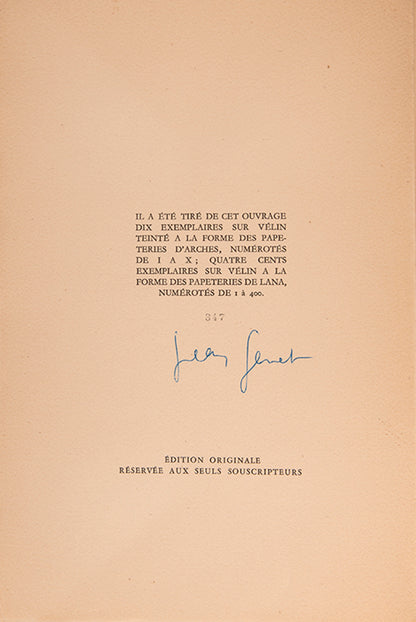 IL A ÉTÉ TIRÉ DE CET OUVRAGE
DIX EXEMPLAIRES SUR VÉLIN
TEINTÉ A LA FORME DES PAPE-
TERIES D'ARCHES, NUMÉROTÉS
DE I A X; QUATRE CENTS
EXEMPLAIRES SUR VÉLIN A LA
FORME DES PAPETERIES DE LANA,
NUMÉROTÉS DE 1 à 400.
347
Jean Genet
ÉDITION ORIGINALE
RÉSERVÉE AUX SEULS SOUSCRIPTEURS